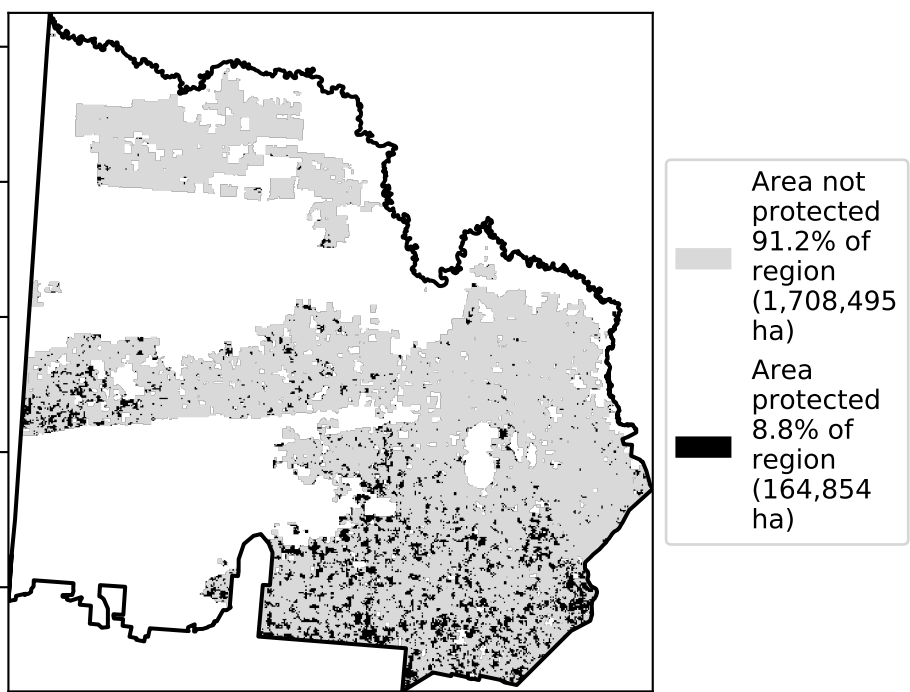 Area not
protected
91.2% of
region
(1,708,495
ha)
Area
protected
8.8% of
region
(164,854
ha)